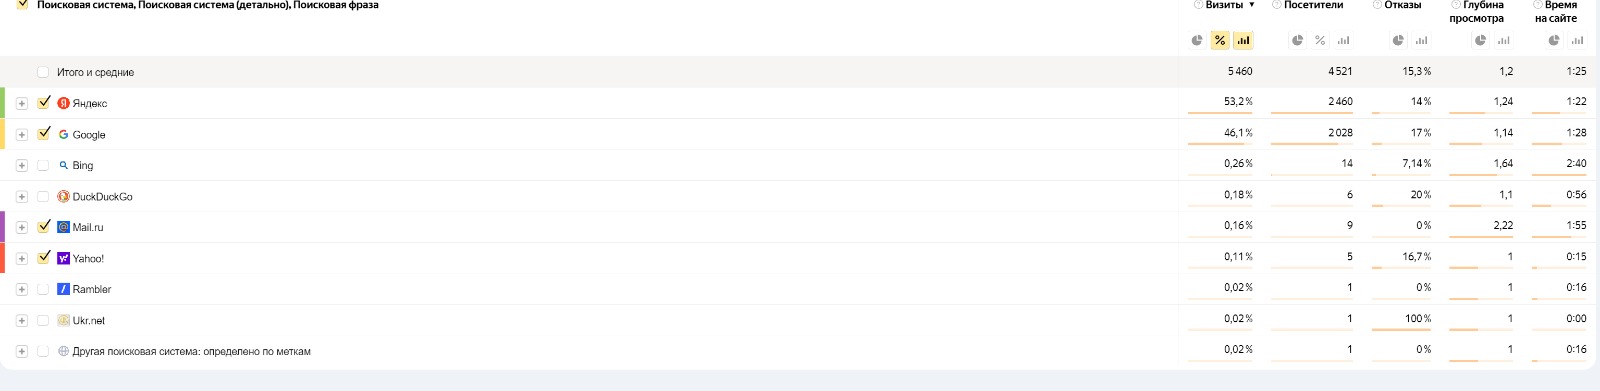 Поисковая система, Поисковая система (детально), Поисковая фраза Визиты ▼ Посетители Отказы Глубина просмотра Время на сайте
%  %
Итого и средние 5 460 4 521 15,3 % 1,2 1:25
Яндекс 53,2 % 2 460 14 % 1,24 1:22
Google 46,1 % 2 028 17 % 1,14 1:28
Bing 0,26 % 14 7,14 % 1,64 2:40
DuckDuckGo 0,18 % 6 20 % 1,1 0:56
Mail.ru 0,16 % 9 0 % 2,22 1:55
Yahoo! 0,11 % 5 16,7 % 1 0:15
Rambler 0,02 % 1 0 % 1 0:16
Ukr.net 0,02 % 1 100 % 1 0:00
Другая поисковая система: определено по меткам 0,02 % 1 0 % 1 0:16